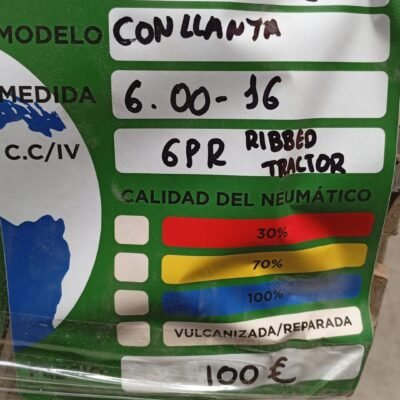 MODELO CON LLANTA
MEDIDA 6.00-16
C.C/IV 6PR RIBBED TRACTOR
CALIDAD DEL NEUMÁTICO
30%
70%
100%
VULCANIZADA/REPARADA
100 €